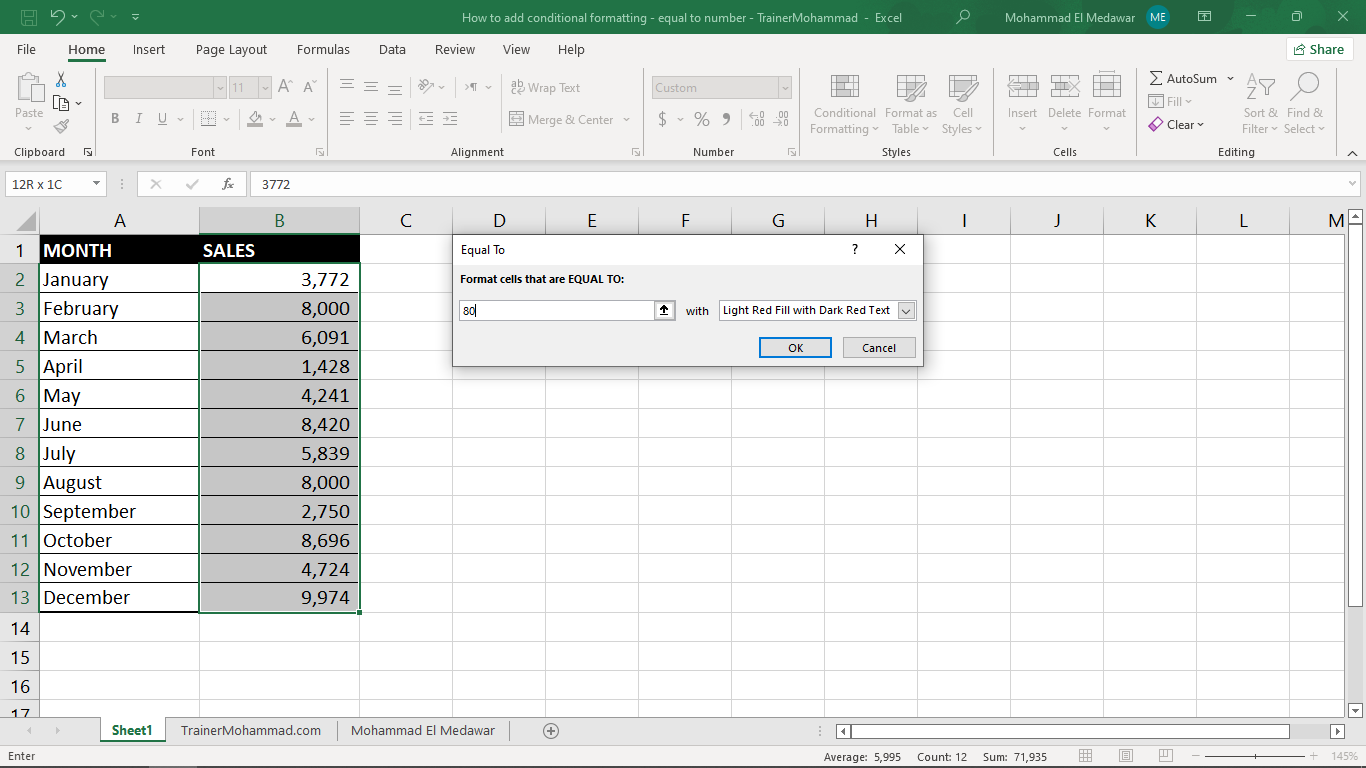 How to add conditional formatting - equal to number - TrainerMohammad - Excel
Mohammad El Medawar ME
File Home Insert Page Layout Formulas Data Review View Help Share
11 Custom AutoSum
Wrap Text Fill
Paste Conditional Format as Cell Insert Delete Format Sort & Find &
B I U A Merge & Center $ % Formatting Table Styles Clear Filter Select
Clipboard Font Alignment Number Styles Cells Editing
12R x 1C fx 3772
A B C D E F G H I J K L M
1 MONTH SALES
2 January 3,772
3 February 8,000
4 March 6,091
5 April 1,428
6 May 4,241
7 June 8,420
8 July 5,839
9 August 8,000
10 September 2,750
11 October 8,696
12 November 4,724
13 December 9,974
14
15
16
17
Equal To ?
Format cells that are EQUAL TO:
80 with Light Red Fill with Dark Red Text
OK Cancel
Sheet1 TrainerMohammad.com Mohammad El Medawar
Enter Average: 5,995 Count: 12 Sum: 71,935 145%